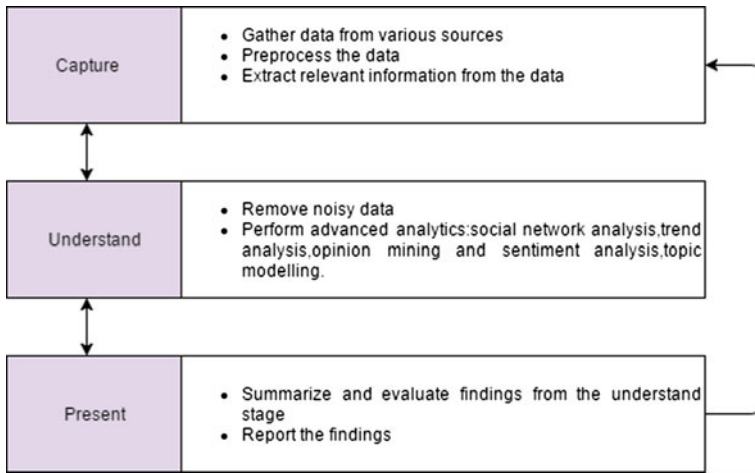 Capture
• Gather data from various sources
• Preprocess the data
• Extract relevant information from the data
Understand
• Remove noisy data
• Perform advanced analytics:social network analysis,trend
analysis,opinion mining and sentiment analysis,topic
modelling.
Present
• Summarize and evaluate findings from the understand
stage
• Report the findings